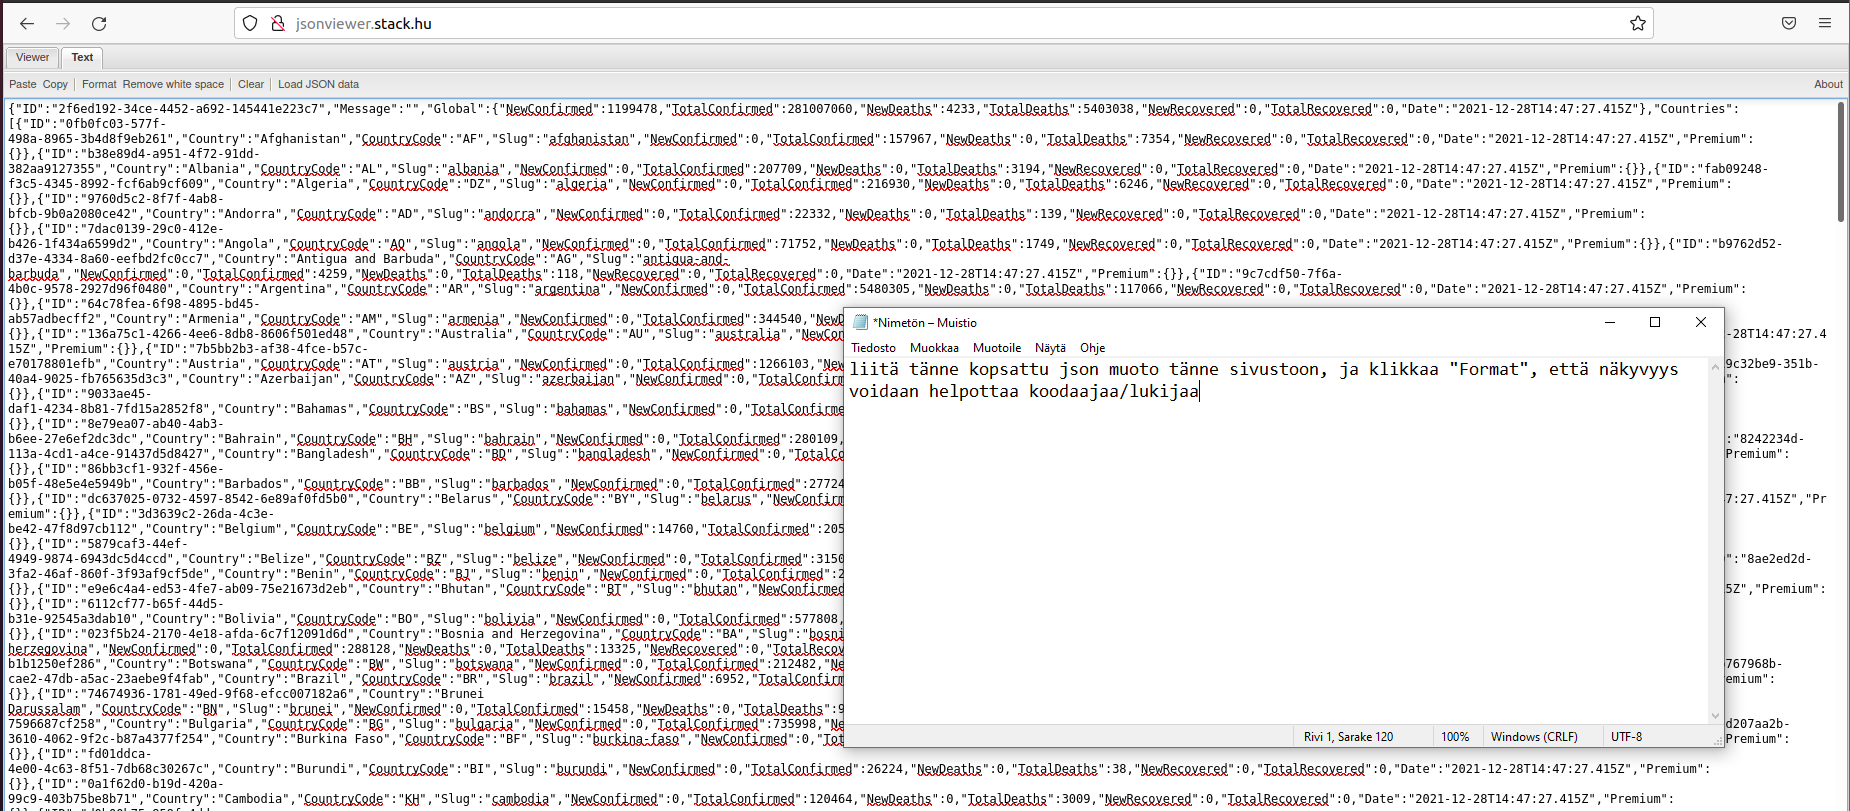 jsonviewer.stack.hu
Viewer Text
Paste Copy Format Remove white space Clear Load JSON data About
{"ID":"2f6ed192-34ce-4452-a692-145441e223c7","Message":"","Global":{"NewConfirmed":1199478,"TotalConfirmed":281007060,"NewDeaths":4233,"TotalDeaths":5403038,"NewRecovered":0,"TotalRecovered":0,"Date":"2021-12-28T14:47:27.415Z"},"Countries":
[{"ID":"0fb0fc03-577f-
498a-8965-3b4d8f9eb261","Country":"Afghanistan","CountryCode":"AF","Slug":"afghanistan","NewConfirmed":0,"TotalConfirmed":157967,"NewDeaths":0,"TotalDeaths":7354,"NewRecovered":0,"TotalRecovered":0,"Date":"2021-12-28T14:47:27.415Z","Premium":
{}},{"ID":"b38e89d4-a951-4f72-91dd-
382aa9127355","Country":"Albania","CountryCode":"AL","Slug":"albania","NewConfirmed":0,"TotalConfirmed":207709,"NewDeaths":0,"TotalDeaths":3194,"NewRecovered":0,"TotalRecovered":0,"Date":"2021-12-28T14:47:27.415Z","Premium":{}},{"ID":"fab09248-
f3c5-4345-8992-fcf6ab9cf609","Country":"Algeria","CountryCode":"DZ","Slug":"algeria","NewConfirmed":0,"TotalConfirmed":216930,"NewDeaths":0,"TotalDeaths":6246,"NewRecovered":0,"TotalRecovered":0,"Date":"2021-12-28T14:47:27.415Z","Premium":
{}},{"ID":"9760d5c2-8f7f-4ab8-
bfcb-9b0a2080ce42","Country":"Andorra","CountryCode":"AD","Slug":"andorra","NewConfirmed":0,"TotalConfirmed":22332,"NewDeaths":0,"TotalDeaths":139,"NewRecovered":0,"TotalRecovered":0,"Date":"2021-12-28T14:47:27.415Z","Premium":
{}},{"ID":"7dac0139-29c0-412e-
b426-1f434a6599d2","Country":"Angola","CountryCode":"AO","Slug":"angola","NewConfirmed":0,"TotalConfirmed":71752,"NewDeaths":0,"TotalDeaths":1749,"NewRecovered":0,"TotalRecovered":0,"Date":"2021-12-28T14:47:27.415Z","Premium":{}},{"ID":"b9762d52-
d37e-4334-8a60-eefbd2fc0cc7","Country":"Antigua and Barbuda","CountryCode":"AG","Slug":"antigua-and-
barbuda","NewConfirmed":0,"TotalConfirmed":4259,"NewDeaths":0,"TotalDeaths":118,"NewRecovered":0,"TotalRecovered":0,"Date":"2021-12-28T14:47:27.415Z","Premium":{}},{"ID":"9c7cdf50-7f6a-
4b0c-9578-2927d96f0480","Country":"Argentina","CountryCode":"AR","Slug":"argentina","NewConfirmed":0,"TotalConfirmed":5480305,"NewDeaths":0,"TotalDeaths":117066,"NewRecovered":0,"TotalRecovered":0,"Date":"2021-12-28T14:47:27.415Z","Premium":
{}},{"ID":"64c78fea-6f98-4895-bd45-
ab57adbecff2","Country":"Armenia","CountryCode":"AM","Slug":"armenia","NewConfirmed":0,"TotalConfirmed":344540,"NewD
{}},{"ID":"136a75c1-4266-4ee6-8db8-8606f501ed48","Country":"Australia","CountryCode":"AU","Slug":"australia","NewCon -28T14:47:27.4
15Z","Premium":{}},{"ID":"7b5bb2b3-af38-4fce-b57c-
e70178801efb","Country":"Austria","CountryCode":"AT","Slug":"austria","NewConfirmed":0,"TotalConfirmed":1266103,"New 9c32be9-351b-
40a4-9025-fb765635d3c3","Country":"Azerbaijan","CountryCode":"AZ","Slug":"azerbaijan","NewConfirmed":0,"TotalConfirm ":
{}},{"ID":"9033ae45-
daf1-4234-8b81-7fd15a2852f8","Country":"Bahamas","CountryCode":"BS","Slug":"bahamas","NewConfirmed":0,"TotalConfirme
{}},{"ID":"8e79ea07-ab40-4ab3-
b6ee-27e6ef2dc3dc","Country":"Bahrain","CountryCode":"BH","Slug":"bahrain","NewConfirmed":0,"TotalConfirmed":280109, :"8242234d-
113a-4cd1-a4ce-91437d5d8427","Country":"Bangladesh","CountryCode":"BD","Slug":"bangladesh","NewConfirmed":0,"TotalCo Premium":
{}},{"ID":"86bb3cf1-932f-456e-
b05f-48e5e4e5949b","Country":"Barbados","CountryCode":"BB","Slug":"barbados","NewConfirmed":0,"TotalConfirmed":27724
{}},{"ID":"dc637025-0732-4597-8542-6e89af0fd5b0","Country":"Belarus","CountryCode":"BY","Slug":"belarus","NewConfirm 7:27.415Z","Pr
emium":{}},{"ID":"3d3639c2-26da-4c3e-
be42-47f8d97cb112","Country":"Belgium","CountryCode":"BE","Slug":"belgium","NewConfirmed":14760,"TotalConfirmed":205
{}},{"ID":"5879caf3-44ef-
4949-9874-6943dc5d4ccd","Country":"Belize","CountryCode":"BZ","Slug":"belize","NewConfirmed":0,"TotalConfirmed":3150 :"8ae2ed2d-
3fa2-46af-860f-3f93af9cf5de","Country":"Benin","CountryCode":"BJ","Slug":"benin","NewConfirmed":0,"TotalConfirmed":2
{}},{"ID":"e9e6c4a4-ed53-4fe7-ab09-75e21673d2eb","Country":"Bhutan","CountryCode":"BT","Slug":"bhutan","NewConfirmed 5Z","Premium":
{}},{"ID":"6112cf77-b65f-44d5-
b31e-92545a3dab10","Country":"Bolivia","CountryCode":"BO","Slug":"bolivia","NewConfirmed":0,"TotalConfirmed":577808,
{}},{"ID":"023f5b24-2170-4e18-afda-6c7f12091d6d","Country":"Bosnia and Herzegovina","CountryCode":"BA","Slug":"bosni
herzegovina","NewConfirmed":0,"TotalConfirmed":288128,"NewDeaths":0,"TotalDeaths":13325,"NewRecovered":0,"TotalRecov
b1b1250ef286","Country":"Botswana","CountryCode":"BW","Slug":"botswana","NewConfirmed":0,"TotalConfirmed":212482,"Ne 767968b-
cae2-47db-a5ac-23aebe9f4fab","Country":"Brazil","CountryCode":"BR","Slug":"brazil","NewConfirmed":6952,"TotalConfirm remium":
{}},{"ID":"74674936-1781-49ed-9f68-efcc007182a6","Country":"Brunei
Darussalam","CountryCode":"BN","Slug":"brunei","NewConfirmed":0,"TotalConfirmed":15458,"NewDeaths":0,"TotalDeaths":9
7596687cf258","Country":"Bulgaria","CountryCode":"BG","Slug":"bulgaria","NewConfirmed":0,"TotalConfirmed":735998,"Ne d207aa2b-
3610-4062-9f2c-b87a4377f254","Country":"Burkina Faso","CountryCode":"BF","Slug":"burkina-faso","NewConfirmed":0,"Tot Premium":
{}},{"ID":"fd01ddca-
4e00-4c63-8f51-7db68c30267c","Country":"Burundi","CountryCode":"BI","Slug":"burundi","NewConfirmed":0,"TotalConfirmed":26224,"NewDeaths":0,"TotalDeaths":38,"NewRecovered":0,"TotalRecovered":0,"Date":"2021-12-28T14:47:27.415Z","Premium":
{}},{"ID":"0a1f62d0-b19d-420a-
99c9-403b75be8b71","Country":"Cambodia","CountryCode":"KH","Slug":"cambodia","NewConfirmed":0,"TotalConfirmed":120464,"NewDeaths":0,"TotalDeaths":3009,"NewRecovered":0,"TotalRecovered":0,"Date":"2021-12-28T14:47:27.415Z","Premium":
*Nimetön – Muistio
Tiedosto Muokkaa Muotoile Näytä Ohje
liitä tänne kopsattu json muoto tänne sivustoon, ja klikkaa "Format", että näkyvyys
voidaan helpottaa koodaajaa/lukijaa
Rivi 1, Sarake 120 100% Windows (CRLF) UTF-8